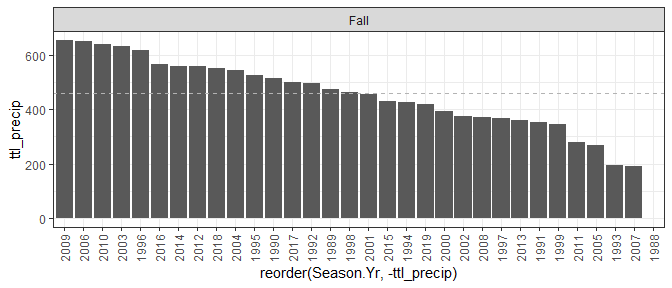 Fall
ttl_precip
600
400
200
0
2009 2006 2010 2003 1996 2016 2014 2012 2018 2004 1995 1990 2017 1992 1989 1998 2001 2015 1994 2019 2000 2002 2008 1997 2013 1991 1999 2011 2005 1993 2007 1988
reorder(Season.Yr, -ttl_precip)